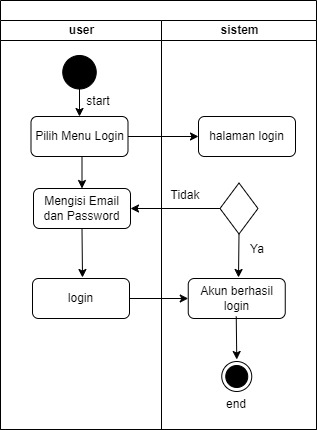 user
sistem
start
Pilih Menu Login
halaman login
Mengisi Email
dan Password
Tidak
Ya
login
Akun berhasil
login
end